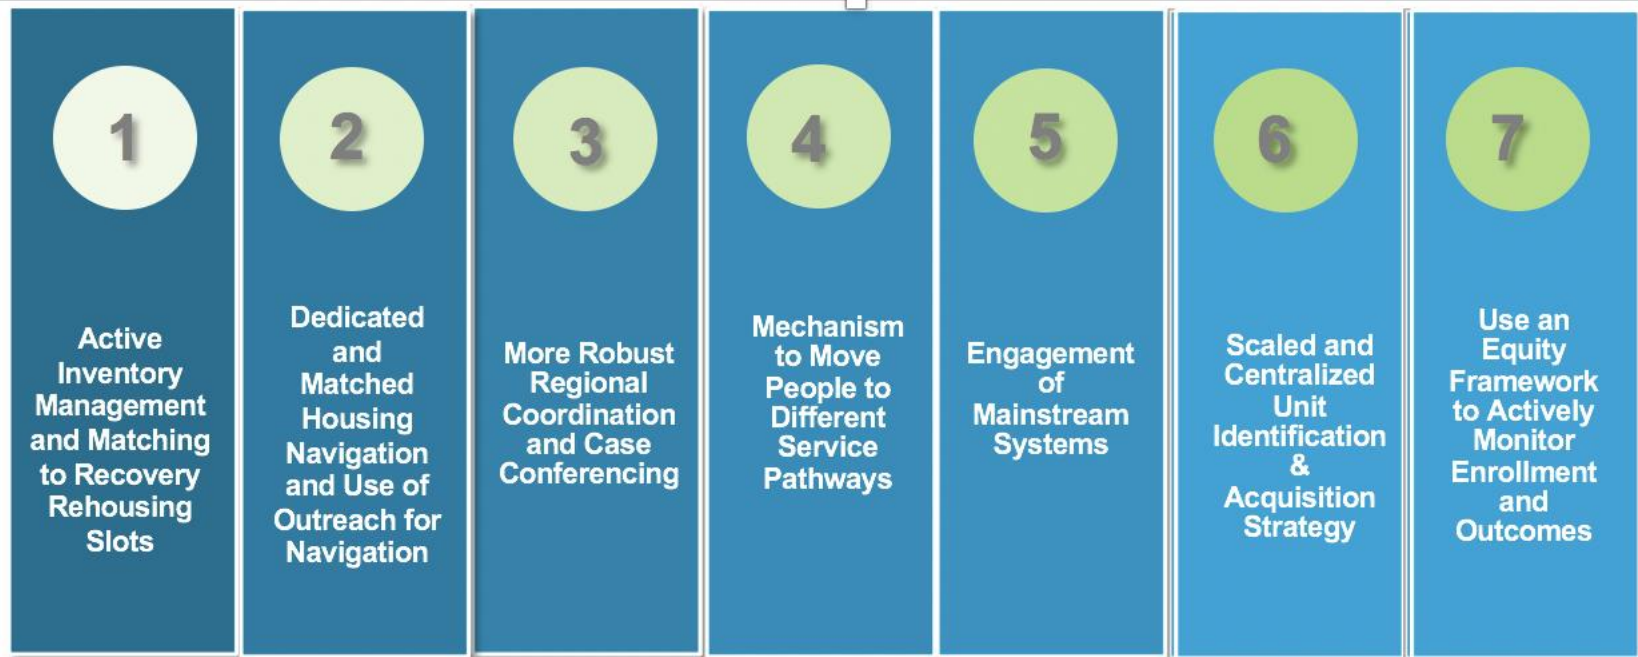 1
Active
Inventory
Management
and Matching
to Recovery
Rehousing
Slots
2
Dedicated
and
Matched
Housing
Navigation
and Use of
Outreach for
Navigation
3
More Robust
Regional
Coordination
and Case
Conferencing
4
Mechanism
to Move
People to
Different
Service
Pathways
5
Engagement
of
Mainstream
Systems
6
Scaled and
Centralized
Unit
Identification
&
Acquisition
Strategy
7
Use an
Equity
Framework
to Actively
Monitor
Enrollment
and
Outcomes